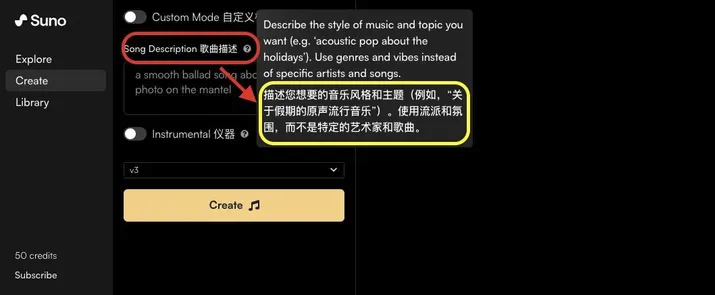 Suno
Explore
Create
Library
50 credits
Subscribe
Custom Mode 自定义
Song Description 歌曲描述
a smooth ballad song abo
photo on the mantel
Instrumental 仪器
v3
Create
Describe the style of music and topic you
want (e.g. 'acoustic pop about the
holidays'). Use genres and vibes instead
of specific artists and songs.
描述您想要的音乐风格和主题（例如，“关
于假期的原声流行音乐”）。使用流派和氛
围，而不是特定的艺术家和歌曲。